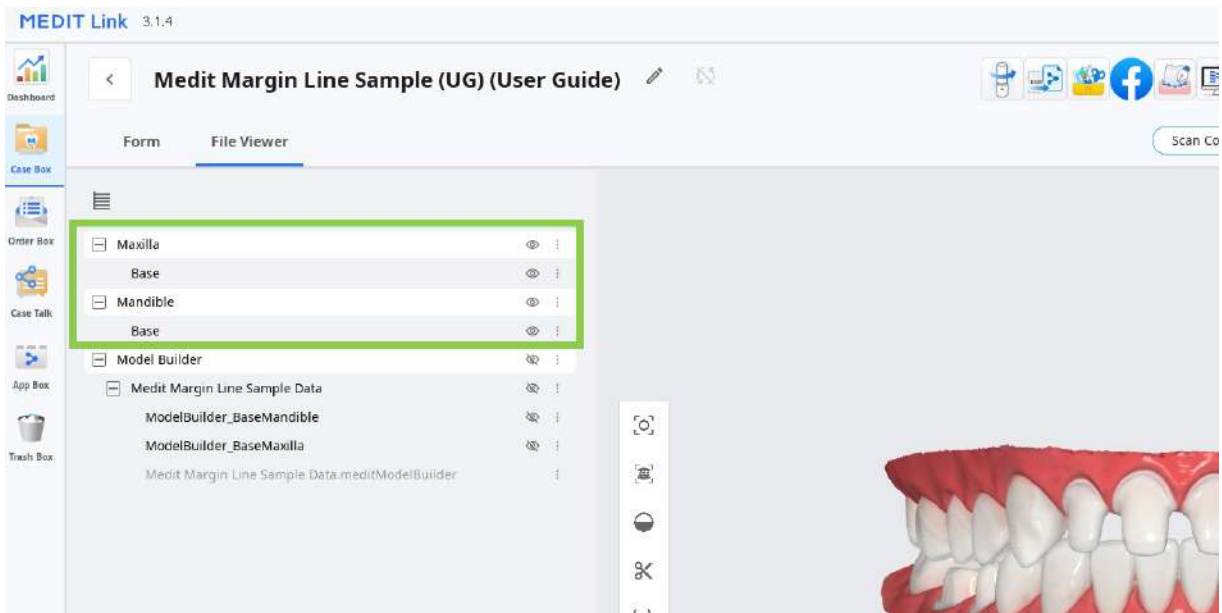 MEDIT Link 3.1.4
Dashboard
Case Box
Order Box
Case Talk
App Box
Trash Box
Medit Margin Line Sample (UG) (User Guide)
Form File Viewer
Scan Co
Maxilla
Base
Mandible
Base
Model Builder
Medit Margin Line Sample Data
ModelBuilder_BaseMandible
ModelBuilder_BaseMaxilla
Medit Margin Line Sample Data.meditModelBuilder